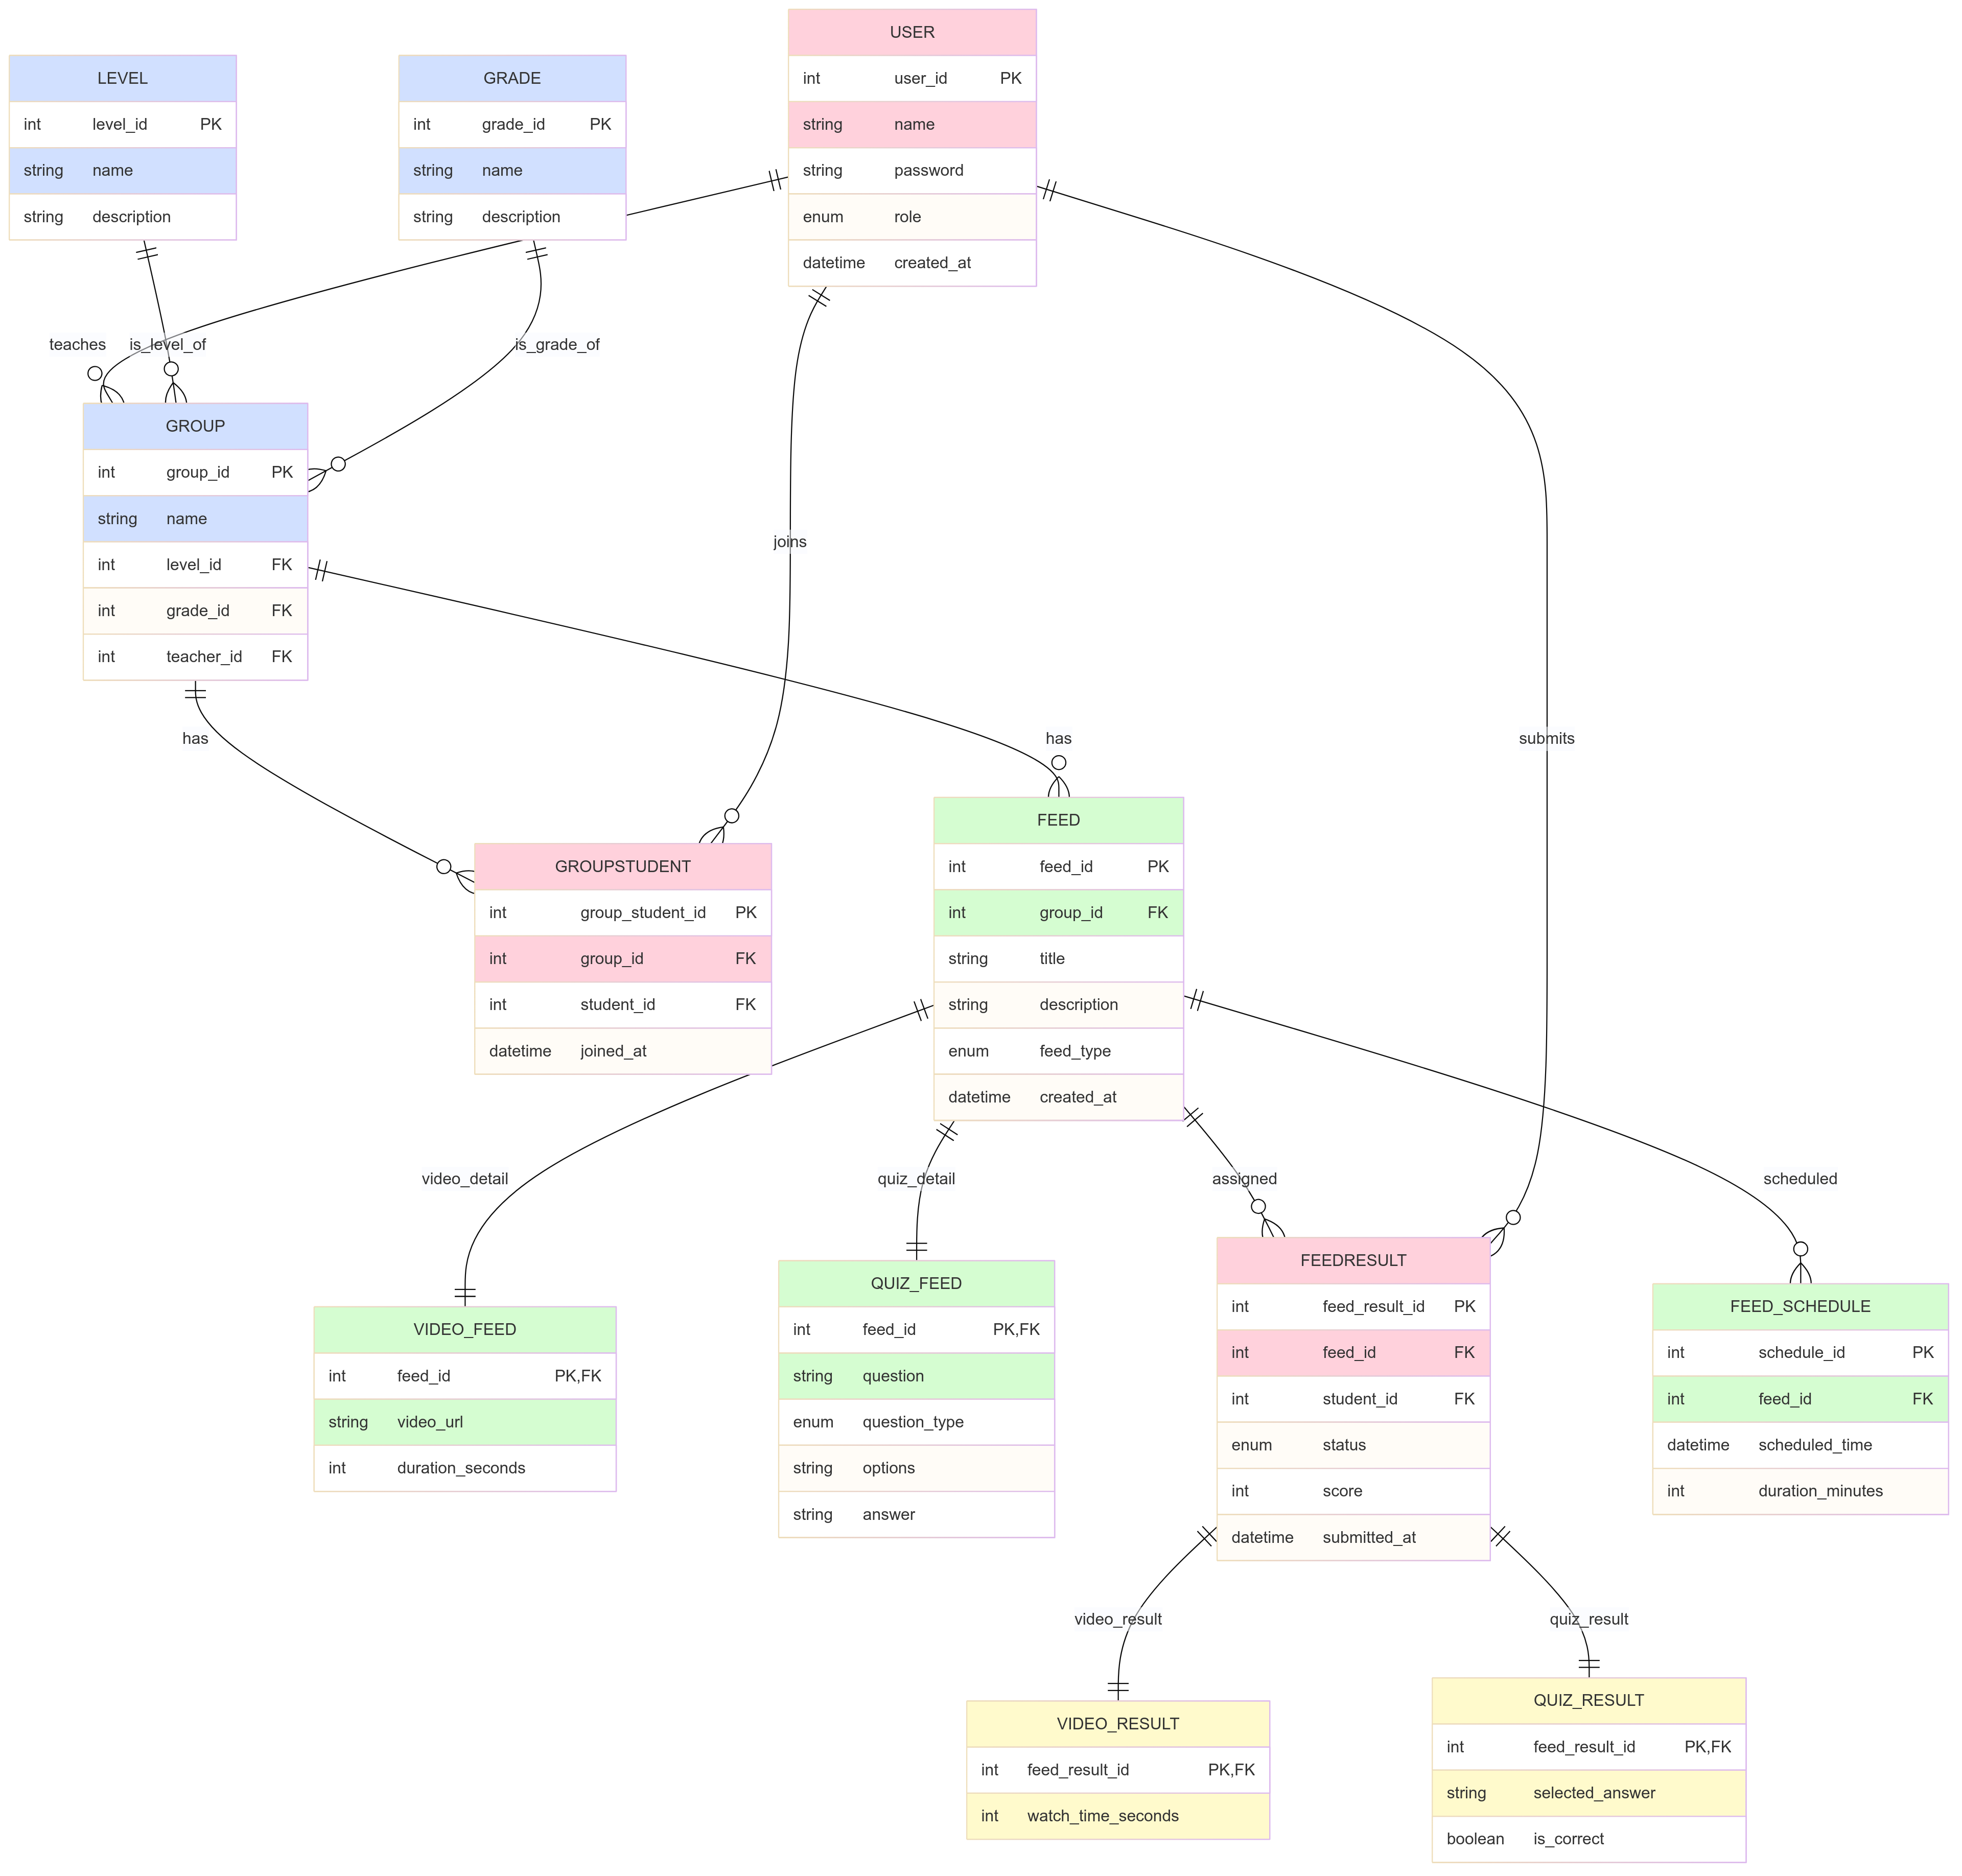 USER
int user_id PK
string name
string password
enum role
datetime created_at
LEVEL
int level_id PK
string name
string description
GRADE
int grade_id PK
string name
string description
teaches
is_level_of
is_grade_of
GROUP
int group_id PK
string name
int level_id FK
int grade_id FK
int teacher_id FK
joins
has
has
submits
GROUPSTUDENT
int group_student_id PK
int group_id FK
int student_id FK
datetime joined_at
FEED
int feed_id PK
int group_id FK
string title
string description
enum feed_type
datetime created_at
video_detail
quiz_detail
assigned
scheduled
VIDEO_FEED
int feed_id PK,FK
string video_url
int duration_seconds
QUIZ_FEED
int feed_id PK,FK
string question
enum question_type
string options
string answer
FEEDRESULT
int feed_result_id PK
int feed_id FK
int student_id FK
enum status
int score
datetime submitted_at
FEED_SCHEDULE
int schedule_id PK
int feed_id FK
datetime scheduled_time
int duration_minutes
video_result
quiz_result
VIDEO_RESULT
int feed_result_id PK,FK
int watch_time_seconds
QUIZ_RESULT
int feed_result_id PK,FK
string selected_answer
boolean is_correct